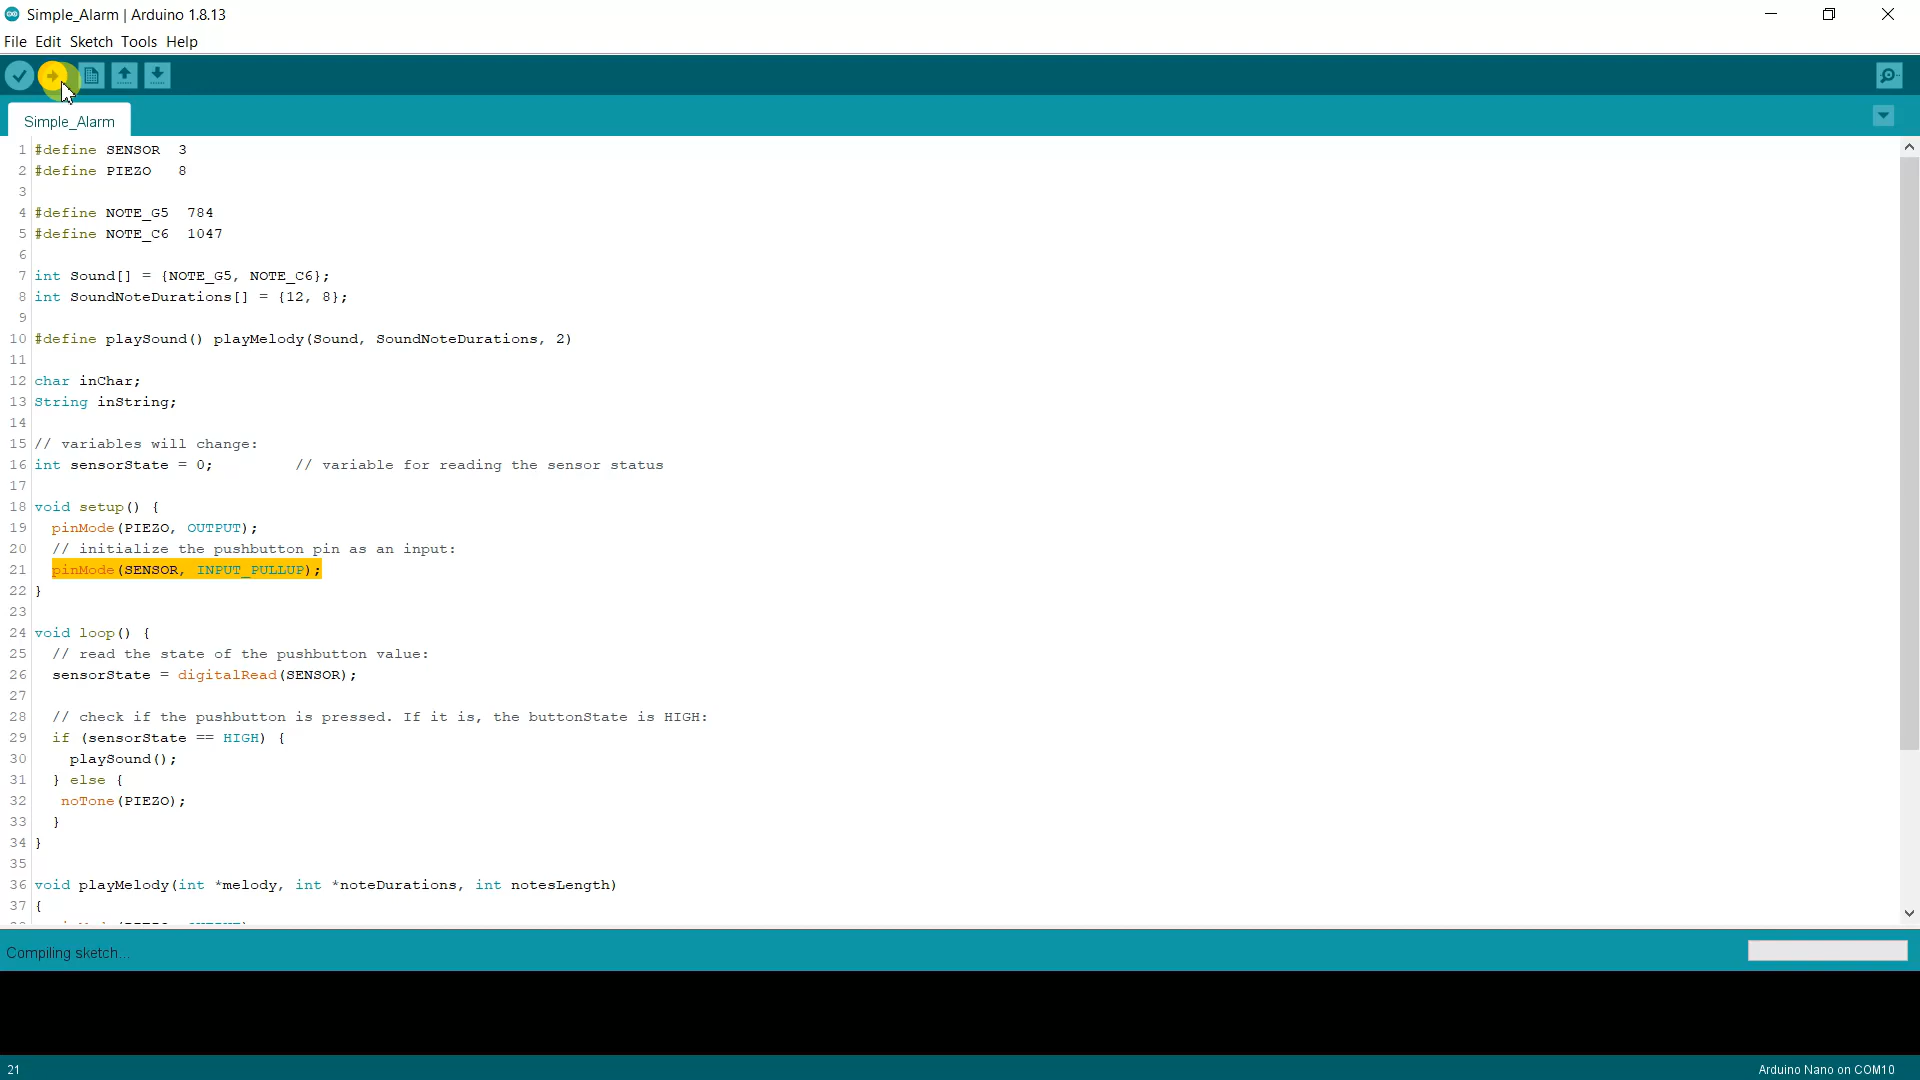 Simple_Alarm | Arduino 1.8.13
File Edit Sketch Tools Help
Simple_Alarm
1 #define SENSOR  3
2 #define PIEZO   8
3
4 #define NOTE_G5  784
5 #define NOTE_C6  1047
6
7 int Sound[] = {NOTE_G5, NOTE_C6};
8 int SoundNoteDurations[] = {12, 8};
9
10 #define playSound() playMelody(Sound, SoundNoteDurations, 2)
11
12 char inChar;
13 String inString;
14
15 // variables will change:
16 int sensorState = 0;         // variable for reading the sensor status
17
18 void setup() {
19   pinMode(PIEZO, OUTPUT);
20   // initialize the pushbutton pin as an input:
21   pinMode(SENSOR, INPUT_PULLUP);
22 }
23
24 void loop() {
25   // read the state of the pushbutton value:
26   sensorState = digitalRead(SENSOR);
27
28   // check if the pushbutton is pressed. If it is, the buttonState is HIGH:
29   if (sensorState == HIGH) {
30     playSound();
31   } else {
32    noTone(PIEZO);
33   }
34 }
35
36 void playMelody(int *melody, int *noteDurations, int notesLength)
37 {
Compiling sketch...
21
Arduino Nano on COM10